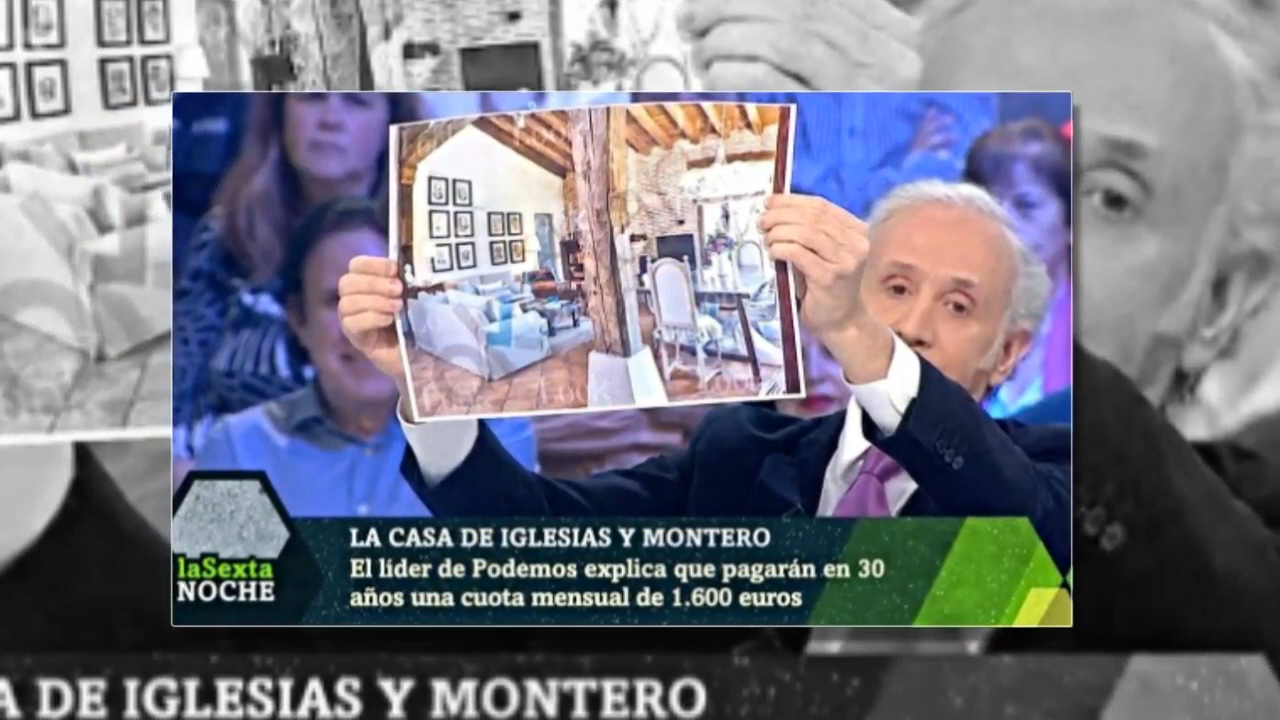 LA CASA DE IGLESIAS Y MONTERO
El líder de Podemos explica que pagarán en 30
años una cuota mensual de 1.600 euros
laSexta
NOCHE
A DE IGLESIAS Y MONTERO